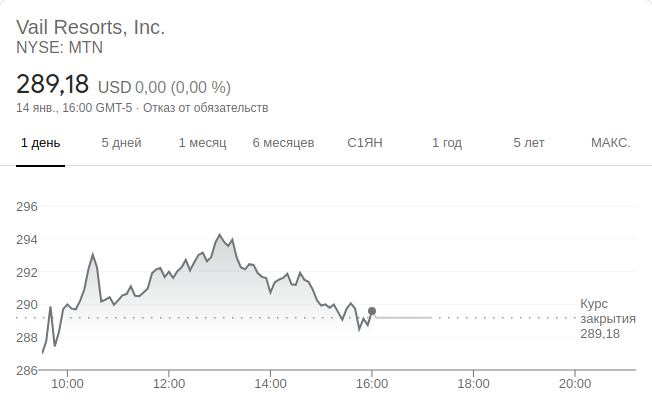 Vail Resorts, Inc.
NYSE: MTN
289,18 USD 0,00 (0,00 %)
14 янв., 16:00 GMT-5 · Отказ от обязательств
1 день 5 дней 1 месяц 6 месяцев С1ЯН 1 год 5 лет МАКС.
296
294
292
290
288
286
Курс
закрытия
289,18
10:00 12:00 14:00 16:00 18:00 20:00